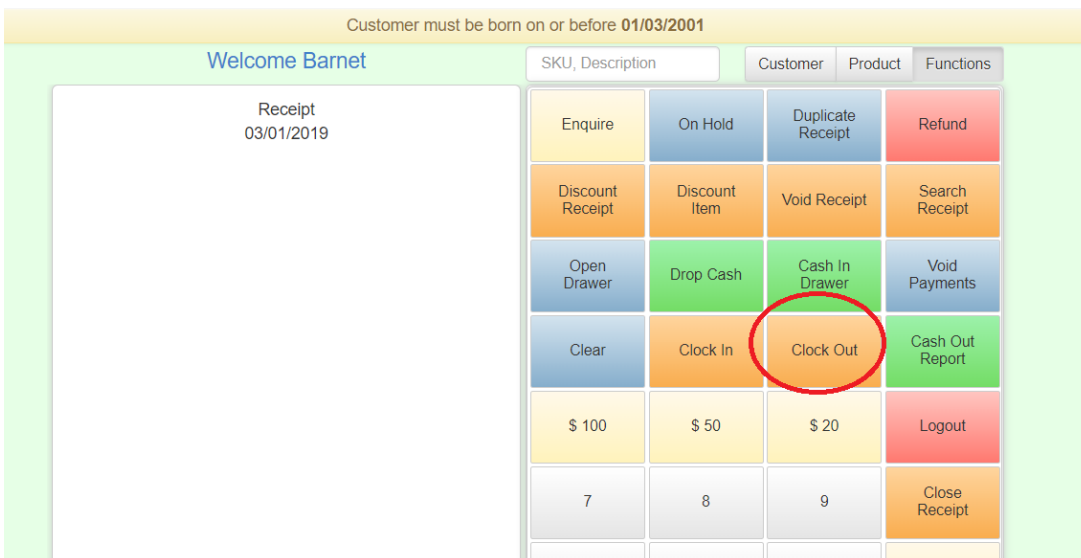 Customer must be born on or before 01/03/2001
Welcome Barnet
SKU, Description
Customer
Product
Functions
Receipt
03/01/2019
Enquire
On Hold
Duplicate
Receipt
Refund
Discount
Receipt
Discount
Item
Void Receipt
Search
Receipt
Open
Drawer
Drop Cash
Cash In
Drawer
Void
Payments
Clear
Clock In
Clock Out
Cash Out
Report
$ 100
$ 50
$ 20
Logout
7
8
9
Close
Receipt